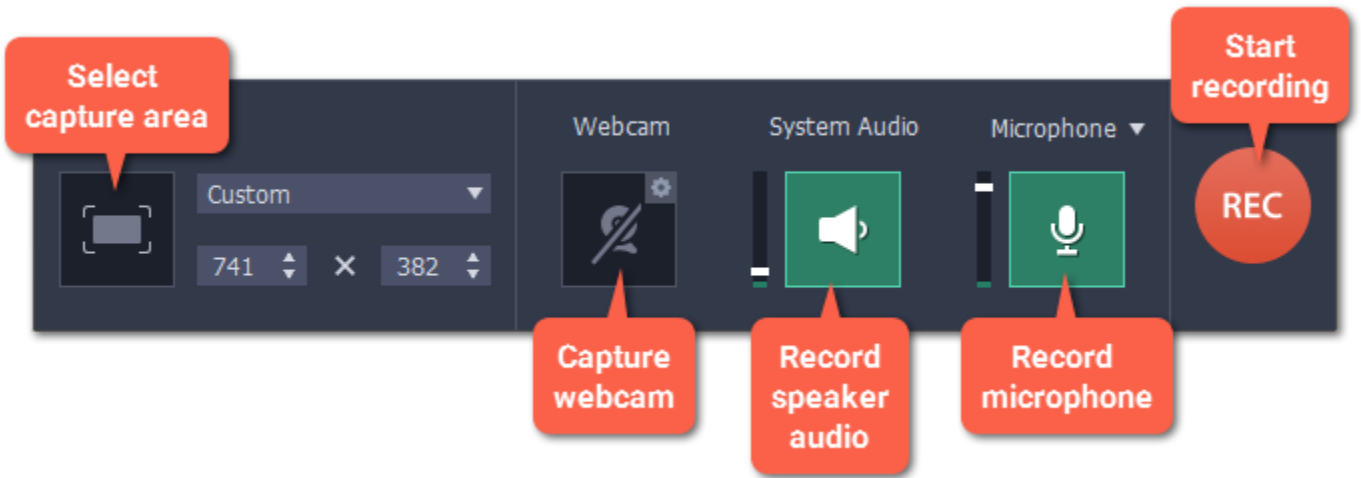 Select
capture area
Start
recording
Webcam
System Audio
Microphone
Custom
741
382
REC
Capture
webcam
Record
speaker
audio
Record
microphone